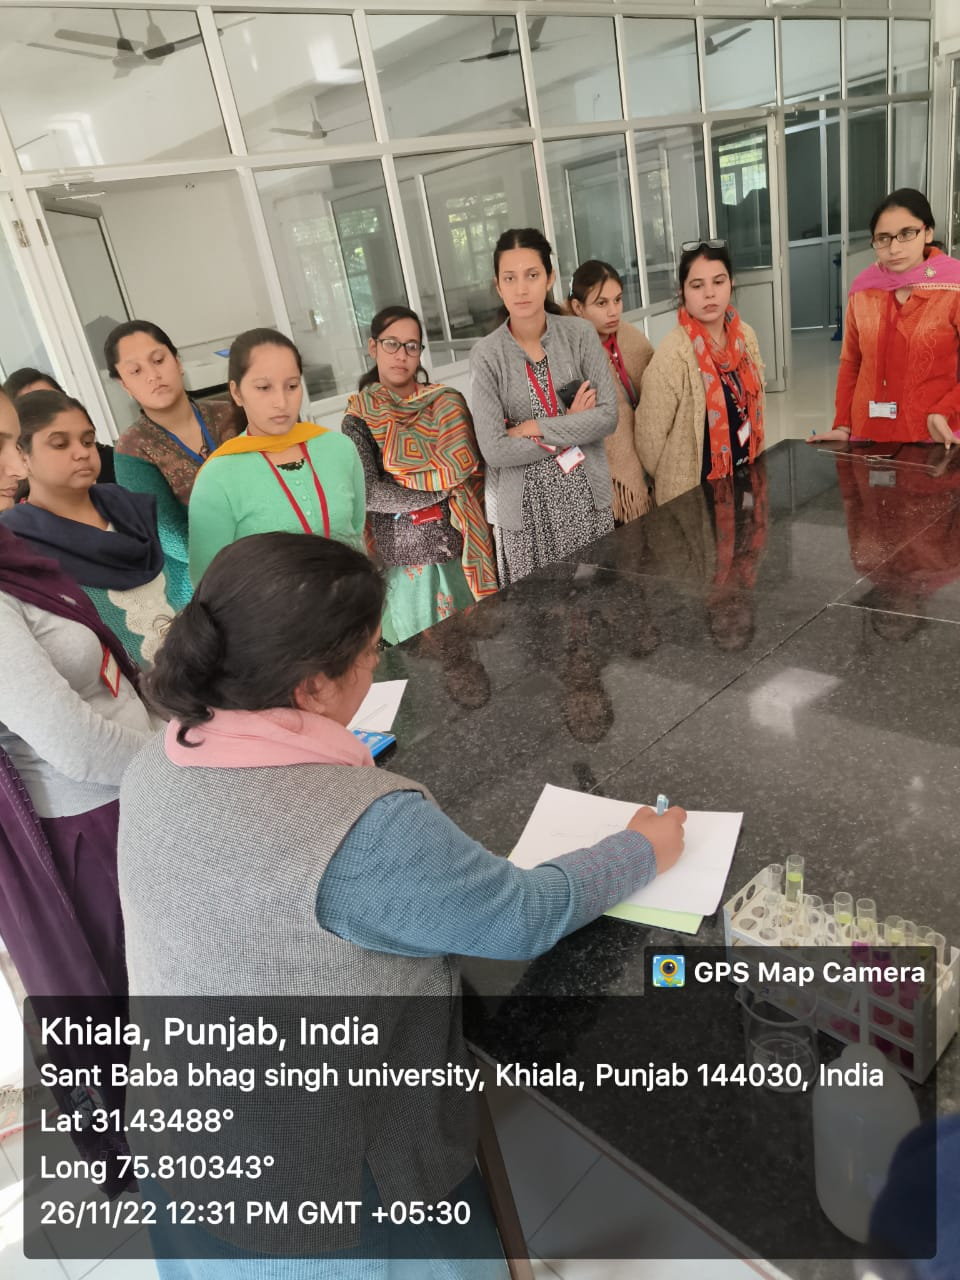 GPS Map Camera
Khiala, Punjab, India
Sant Baba bhag singh university, Khiala, Punjab 144030, India
Lat 31.43488°
Long 75.810343°
26/11/22 12:31 PM GMT +05:30